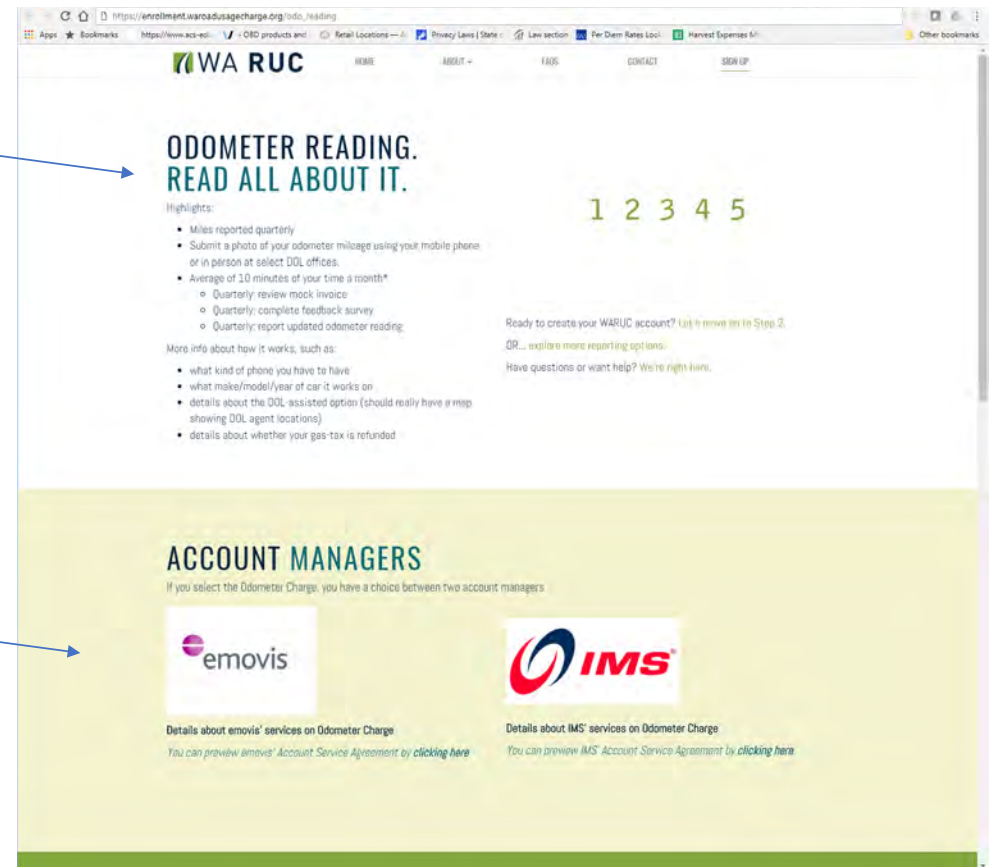 https://enrollment.waroadusagecharge.org/odo_reading
Apps Bookmarks https://www.acs-eol. - OBD products and Retail Locations — Privacy Laws | State Law section Per Diem Rates Look Harvest Expenses Other bookmarks
WA RUC HOME ABOUT FAQS CONTACT SIGN UP
ODOMETER READING.
READ ALL ABOUT IT.
Highlights:
• Miles reported quarterly
• Submit a photo of your odometer mileage using your mobile phone
or in person at select DOL offices.
• Average of 10 minutes of your time a month*
Quarterly: review mock invoice
Quarterly: complete feedback survey
Quarterly: report updated odometer reading
More info about how it works, such as:
• what kind of phone you have to have
• what make/model/year of car it works on
• details about the DOL-assisted option (should really have a map
showing DOL agent locations)
• details about whether your gas-tax is refunded
1 2 3 4 5
Ready to create your WARUC account? Let's move on to Step 2.
OR... explore more reporting options.
Have questions or want help? We're right here.
ACCOUNT MANAGERS
If you select the Odometer Charge, you have a choice between two account managers
emovis
Details about emovis' services on Odometer Charge
You can preview emovis' Account Service Agreement by clicking here
IMS
Details about IMS' services on Odometer Charge
You can preview IMS' Account Service Agreement by clicking here